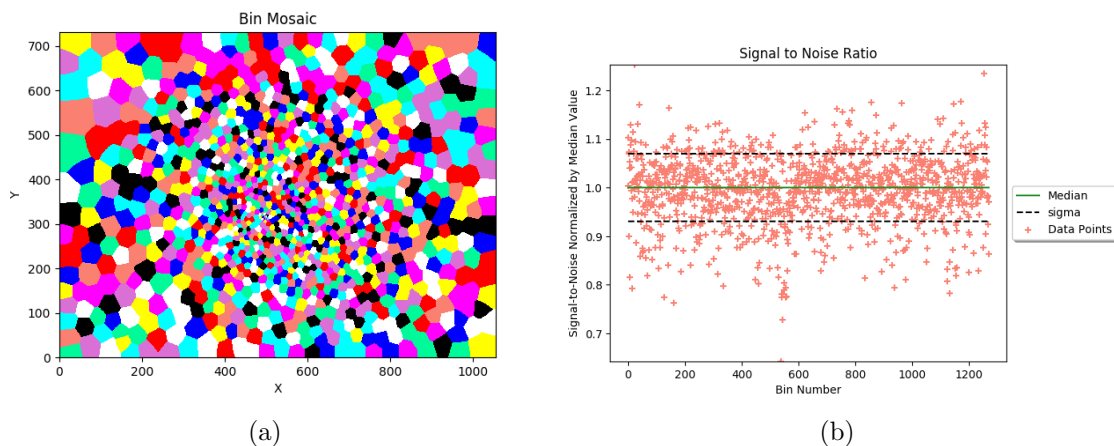 Bin Mosaic
700
600
500
400
300
200
100
0
Y
0 200 400 600 800 1000
X
(a)
Signal to Noise Ratio
1.2
1.1
1.0
0.9
0.8
0.7
Signal-to-Noise Normalized by Median Value
0 200 400 600 800 1000 1200
Bin Number
Median
sigma
Data Points
(b)